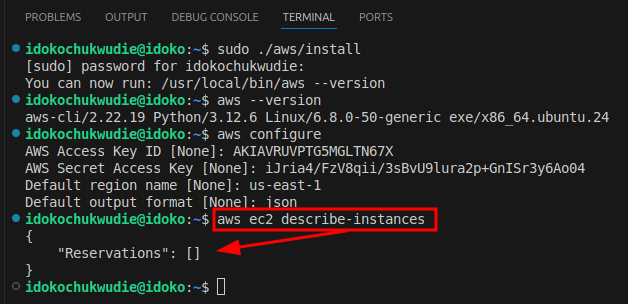 PROBLEMS OUTPUT DEBUG CONSOLE TERMINAL PORTS
idokochukwudie@idoko:~$ sudo ./aws/install
[sudo] password for idokochukwudie:
You can now run: /usr/local/bin/aws --version
idokochukwudie@idoko:~$ aws --version
aws-cli/2.22.19 Python/3.12.6 Linux/6.8.0-50-generic exe/x86_64.ubuntu.24
idokochukwudie@idoko:~$ aws configure
AWS Access Key ID [None]: AKIAVRUVPTG5MGLTN67X
AWS Secret Access Key [None]: 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
Default region name [None]: us-east-1
Default output format [None]: json
idokochukwudie@idoko:~$ aws ec2 describe-instances
{
    "Reservations": []
}
idokochukwudie@idoko:~$